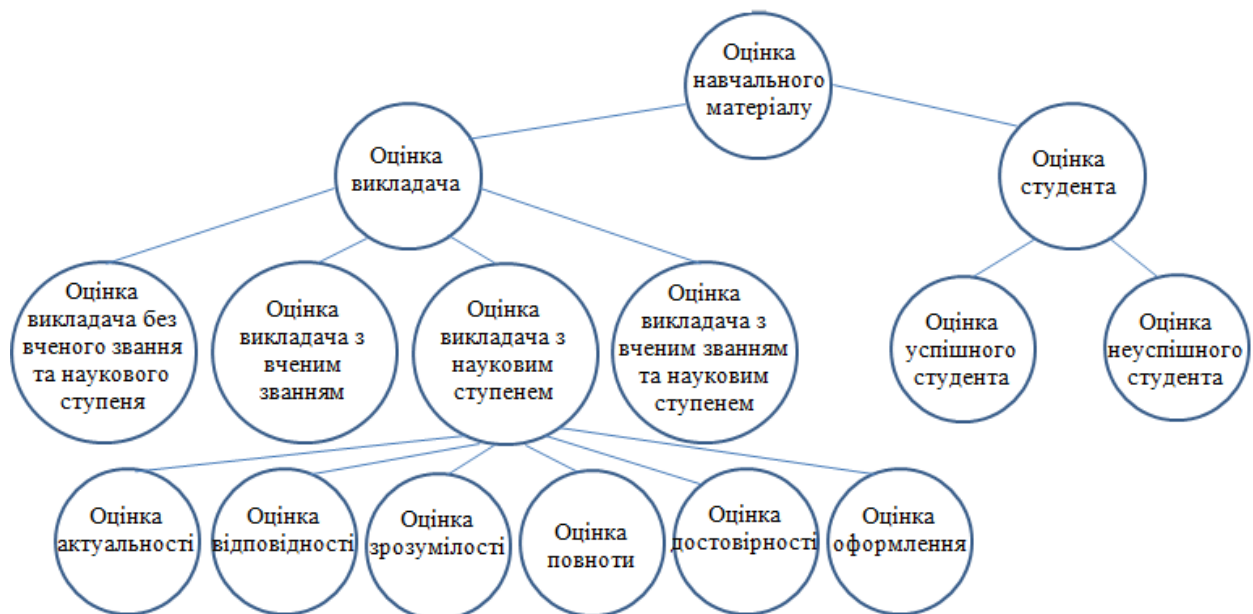 Оцінка
навчального
матеріалу
Оцінка
викладача
Оцінка
студента
Оцінка
викладача без
вченого звання
та наукового
ступеня
Оцінка
викладача з
вченим
званням
Оцінка
викладача з
науковим
ступенем
Оцінка
викладача з
вченим званням
та науковим
ступенем
Оцінка
успішного
студента
Оцінка
неуспішного
студента
Оцінка
актуальності
Оцінка
відповідності
Оцінка
зрозумілості
Оцінка
повноти
Оцінка
достовірності
Оцінка
оформлення